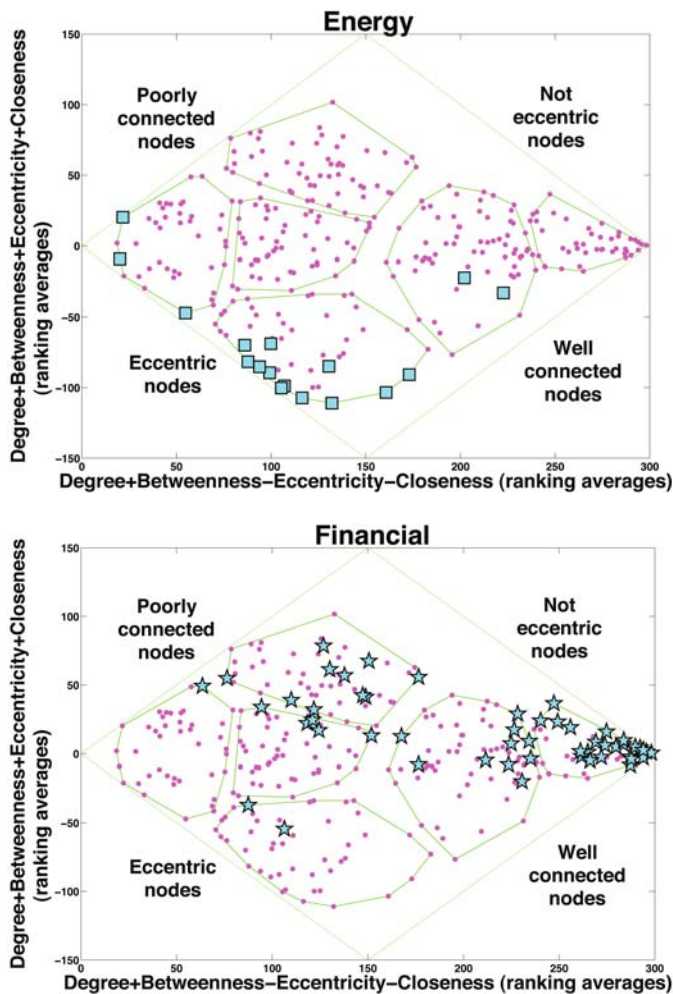 Energy
Degree+Betweenness+Eccentricity+Closeness
(ranking averages)
150
100
50
0
−50
−100
−150
Poorly
connected
nodes
Not
eccentric
nodes
Eccentric
nodes
Well
connected
nodes
0 50 100 150 200 250 300
Degree+Betweenness−Eccentricity−Closeness (ranking averages)
Financial
Degree+Betweenness+Eccentricity+Closeness
(ranking averages)
150
100
50
0
−50
−100
−150
Poorly
connected
nodes
Not
eccentric
nodes
Eccentric
nodes
Well
connected
nodes
0 50 100 150 200 250 300
Degree+Betweenness−Eccentricity−Closeness (ranking averages)